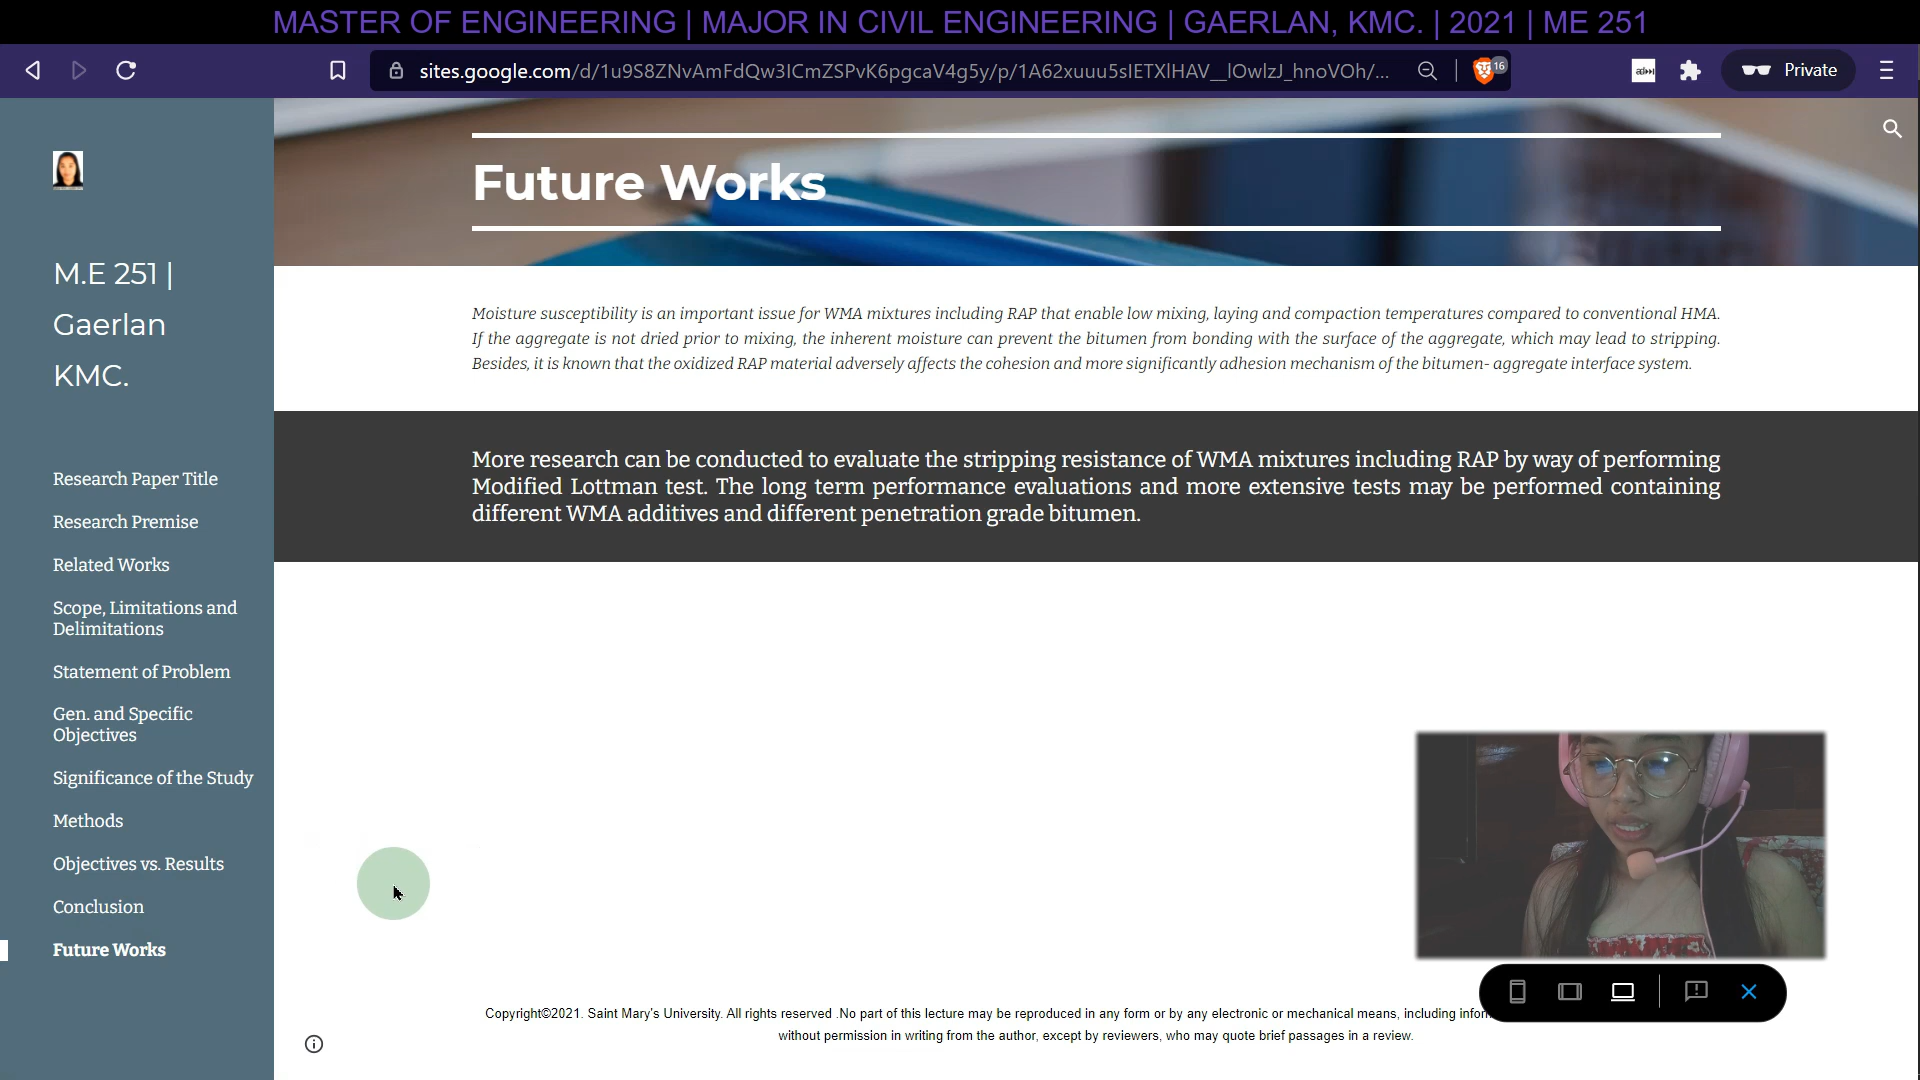 MASTER OF ENGINEERING | MAJOR IN CIVIL ENGINEERING | GAERLAN, KMC. | 2021 | ME 251
sites.google.com/d/1u9S8ZNvAmFdQw3ICmZSPvK6pgcaV4g5y/p/1A62xuuu5sIETXlHAV__lOwlzJ_hnoVOh/...
16
Private
M.E 251 |
Gaerlan
KMC.
Research Paper Title
Research Premise
Related Works
Scope, Limitations and
Delimitations
Statement of Problem
Gen. and Specific
Objectives
Significance of the Study
Methods
Objectives vs. Results
Conclusion
Future Works
Future Works
Moisture susceptibility is an important issue for WMA mixtures including RAP that enable low mixing, laying and compaction temperatures compared to conventional HMA.
If the aggregate is not dried prior to mixing, the inherent moisture can prevent the bitumen from bonding with the surface of the aggregate, which may lead to stripping.
Besides, it is known that the oxidized RAP material adversely affects the cohesion and more significantly adhesion mechanism of the bitumen- aggregate interface system.
More research can be conducted to evaluate the stripping resistance of WMA mixtures including RAP by way of performing
Modified Lottman test. The long term performance evaluations and more extensive tests may be performed containing
different WMA additives and different penetration grade bitumen.
Copyright©2021. Saint Mary's University. All rights reserved .No part of this lecture may be reproduced in any form or by any electronic or mechanical means, including
without permission in writing from the author, except by reviewers, who may quote brief passages in a review.